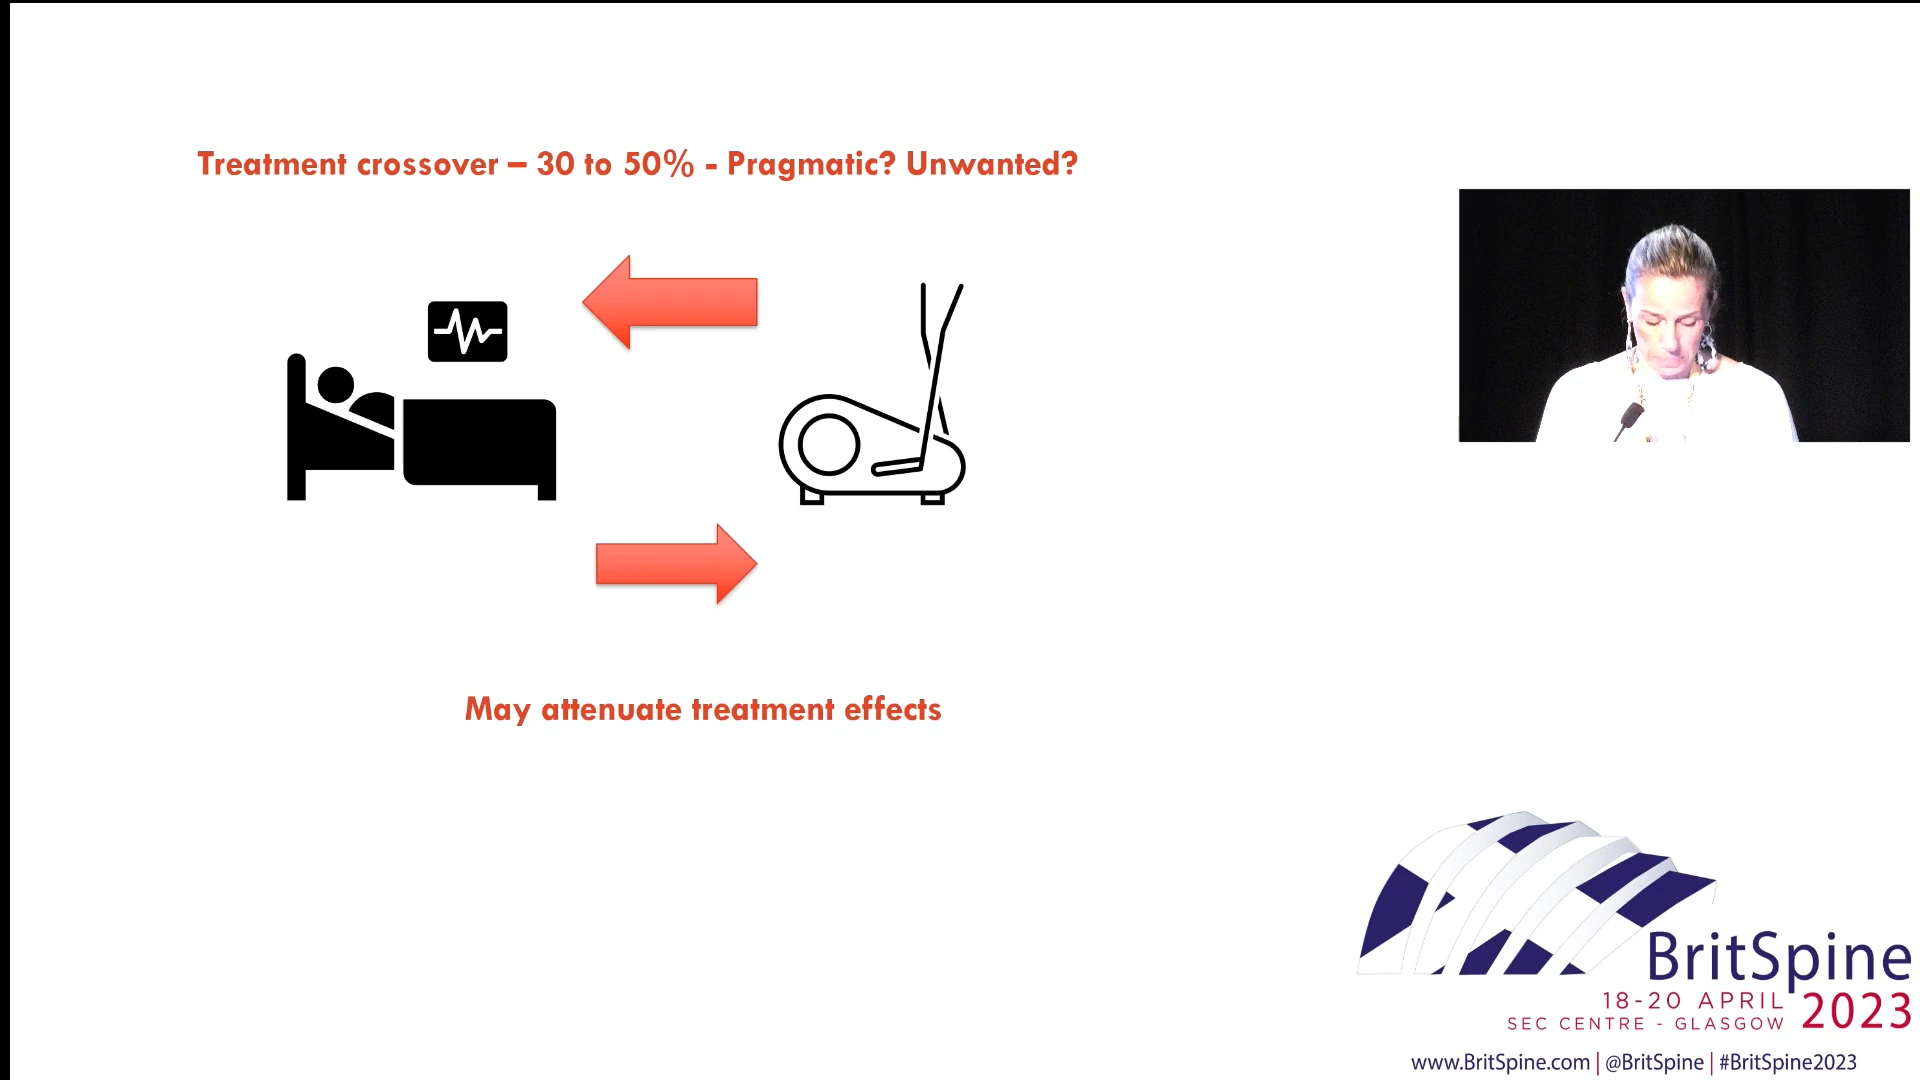 Treatment crossover – 30 to 50% - Pragmatic? Unwanted?
May attenuate treatment effects
BritSpine
18-20 APRIL 2023
SEC CENTRE - GLASGOW
www.BritSpine.com | @BritSpine | #BritSpine2023